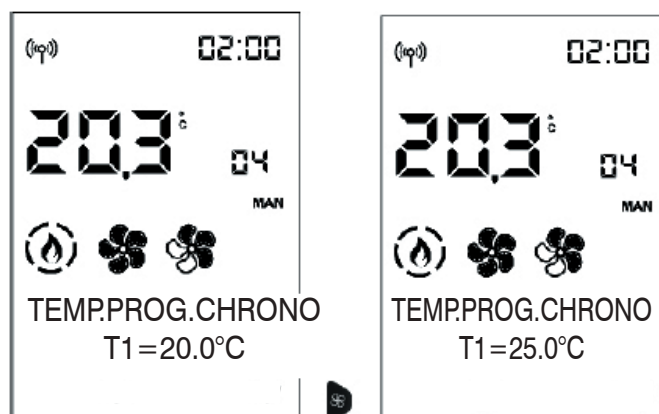 02:00
20,3 °C
04
MAN
TEMP.PROG.CHRONO
T1=20.0°C
02:00
20,3 °C
04
MAN
TEMP.PROG.CHRONO
T1=25.0°C